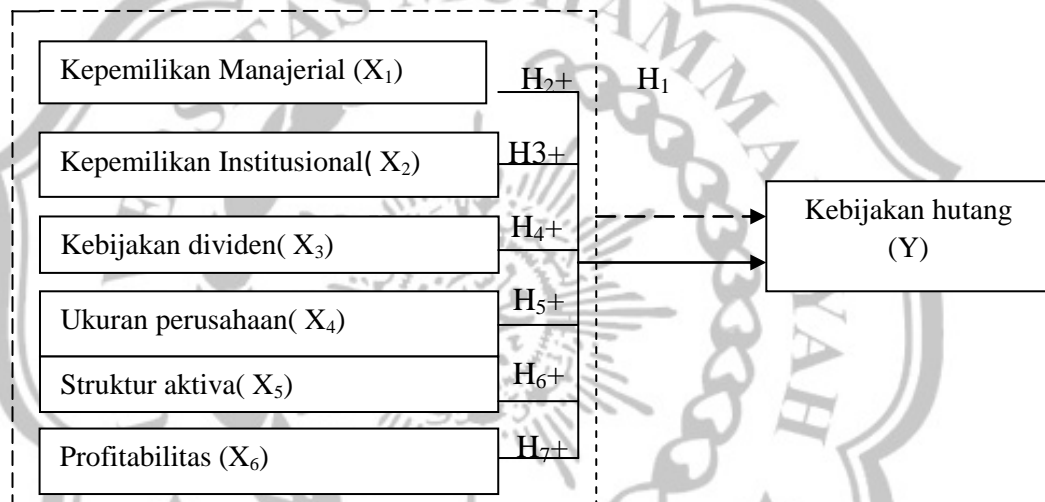 Kepemilikan Manajerial (X₁)
H₂+
H₁
Kepemilikan Institusional( X₂)
H3+
Kebijakan dividen( X₃)
H₄+
Kebijakan hutang
(Y)
Ukuran perusahaan( X₄)
H₅+
Struktur aktiva( X₅)
H₆+
Profitabilitas (X₆)
H₇+